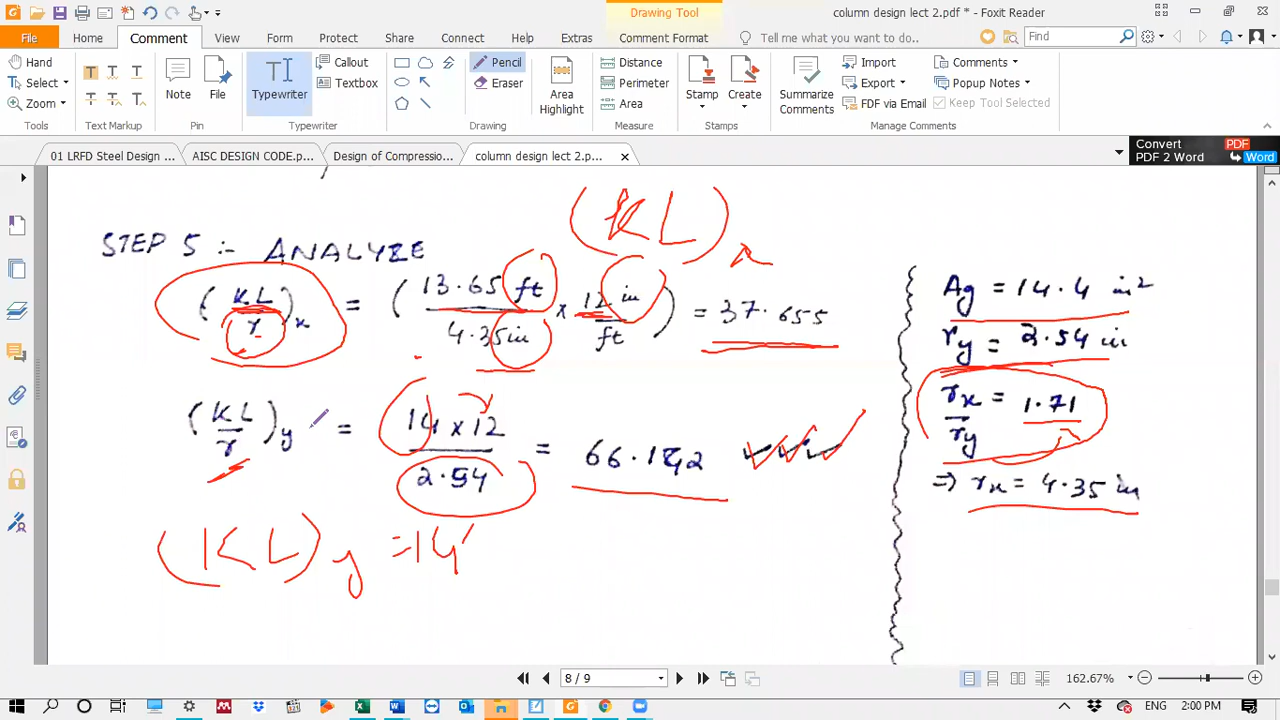 column design lect 2.pdf * - Foxit Reader
Drawing Tool
File Home Comment View Form Protect Share Connect Help Extras Comment Format Tell me what you want to do... Find
Hand Select Zoom Tools
Text Markup
Note File Pin
Typewriter Callout Textbox Typewriter
Pencil Eraser Drawing
Area Highlight Distance Perimeter Area Measure
Stamp Create Stamps
Summarize Comments Import Export FDF via Email Comments Popup Notes Keep Tool Selected Manage Comments
01 LRFD Steel Design ... AISC DESIGN CODE.p... Design of Compressio... column design lect 2.p...
Convert PDF
PDF 2 Word → Word
(KL)x
STEP 5 :- ANALYZE
(KL/r)x = (13.65 ft/4.35in × 12 in/ft) = 37.655
(KL/r)y = 14 × 12/2.54 = 66.142
(KL)y = 14'
Ag = 14.4 in²
ry = 2.54 in
rx/ry = 1.71
⇒ rx = 4.35 in
8 / 9 162.67%
ENG 2:00 PM